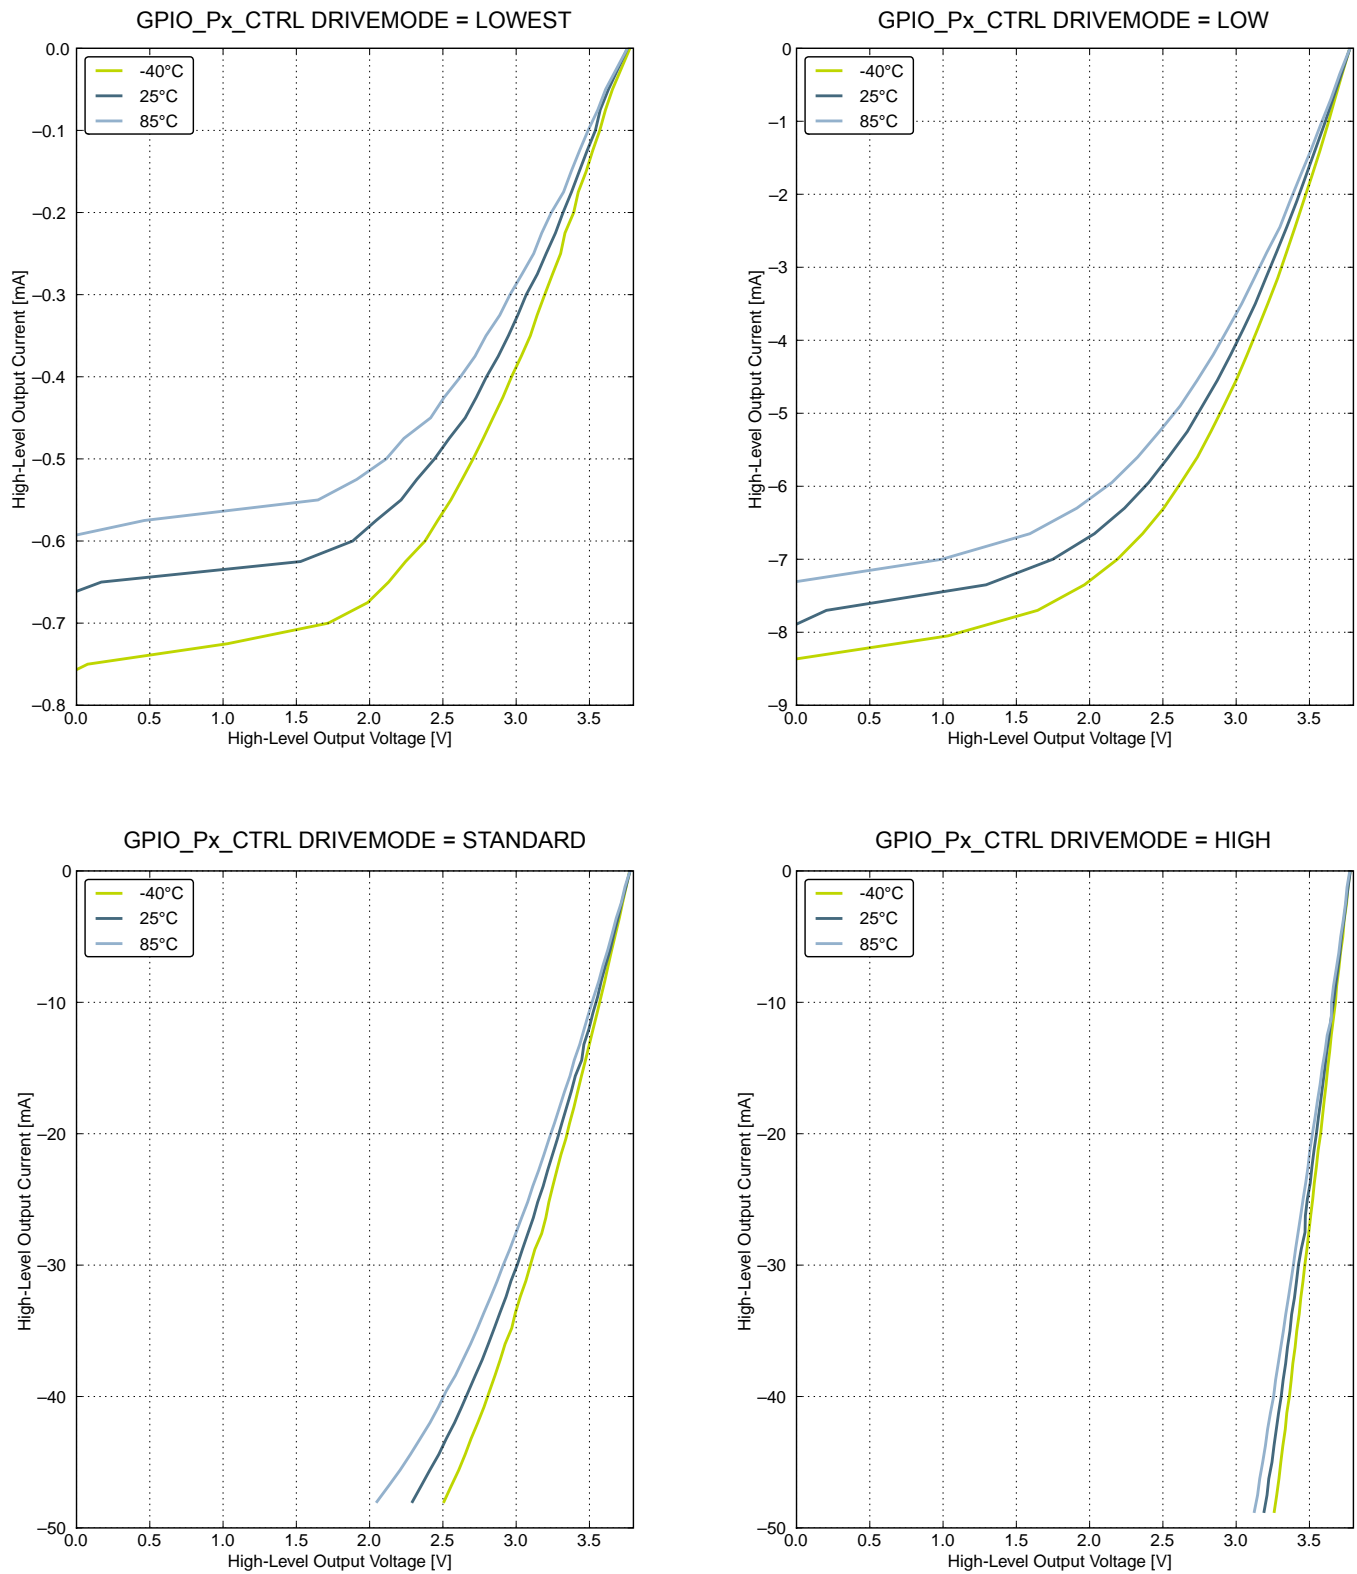 GPIO_Px_CTRL DRIVEMODE = LOWEST
0.0
–0.1
–0.2
–0.3
–0.4
–0.5
–0.6
–0.7
–0.8
High-Level Output Current [mA]
-40°C
25°C
85°C
0.0 0.5 1.0 1.5 2.0 2.5 3.0 3.5
High-Level Output Voltage [V]
GPIO_Px_CTRL DRIVEMODE = LOW
0
–1
–2
–3
–4
–5
–6
–7
–8
–9
High-Level Output Current [mA]
-40°C
25°C
85°C
0.0 0.5 1.0 1.5 2.0 2.5 3.0 3.5
High-Level Output Voltage [V]
GPIO_Px_CTRL DRIVEMODE = STANDARD
0
–10
–20
–30
–40
–50
High-Level Output Current [mA]
-40°C
25°C
85°C
0.0 0.5 1.0 1.5 2.0 2.5 3.0 3.5
High-Level Output Voltage [V]
GPIO_Px_CTRL DRIVEMODE = HIGH
0
–10
–20
–30
–40
–50
High-Level Output Current [mA]
-40°C
25°C
85°C
0.0 0.5 1.0 1.5 2.0 2.5 3.0 3.5
High-Level Output Voltage [V]